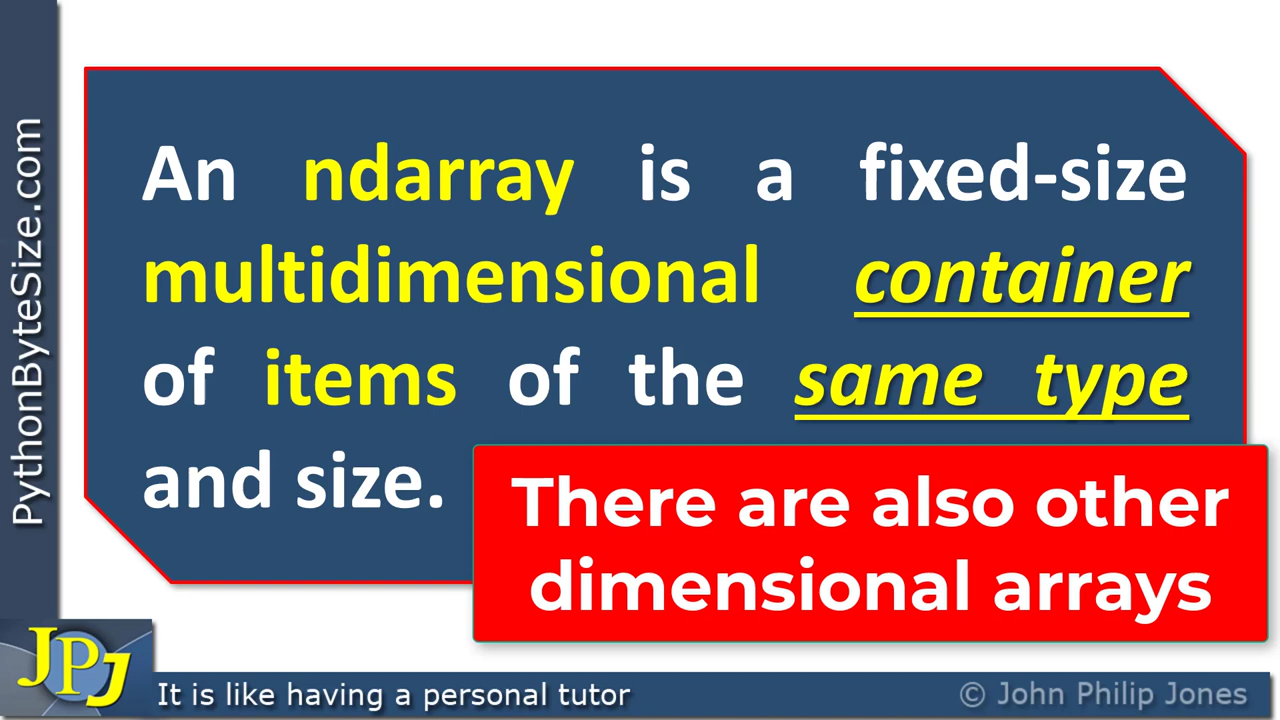 PythonByteSize.com
An ndarray is a fixed-size
multidimensional container
of items of the same type
and size.
There are also other
dimensional arrays
JPJ
It is like having a personal tutor
© John Philip Jones